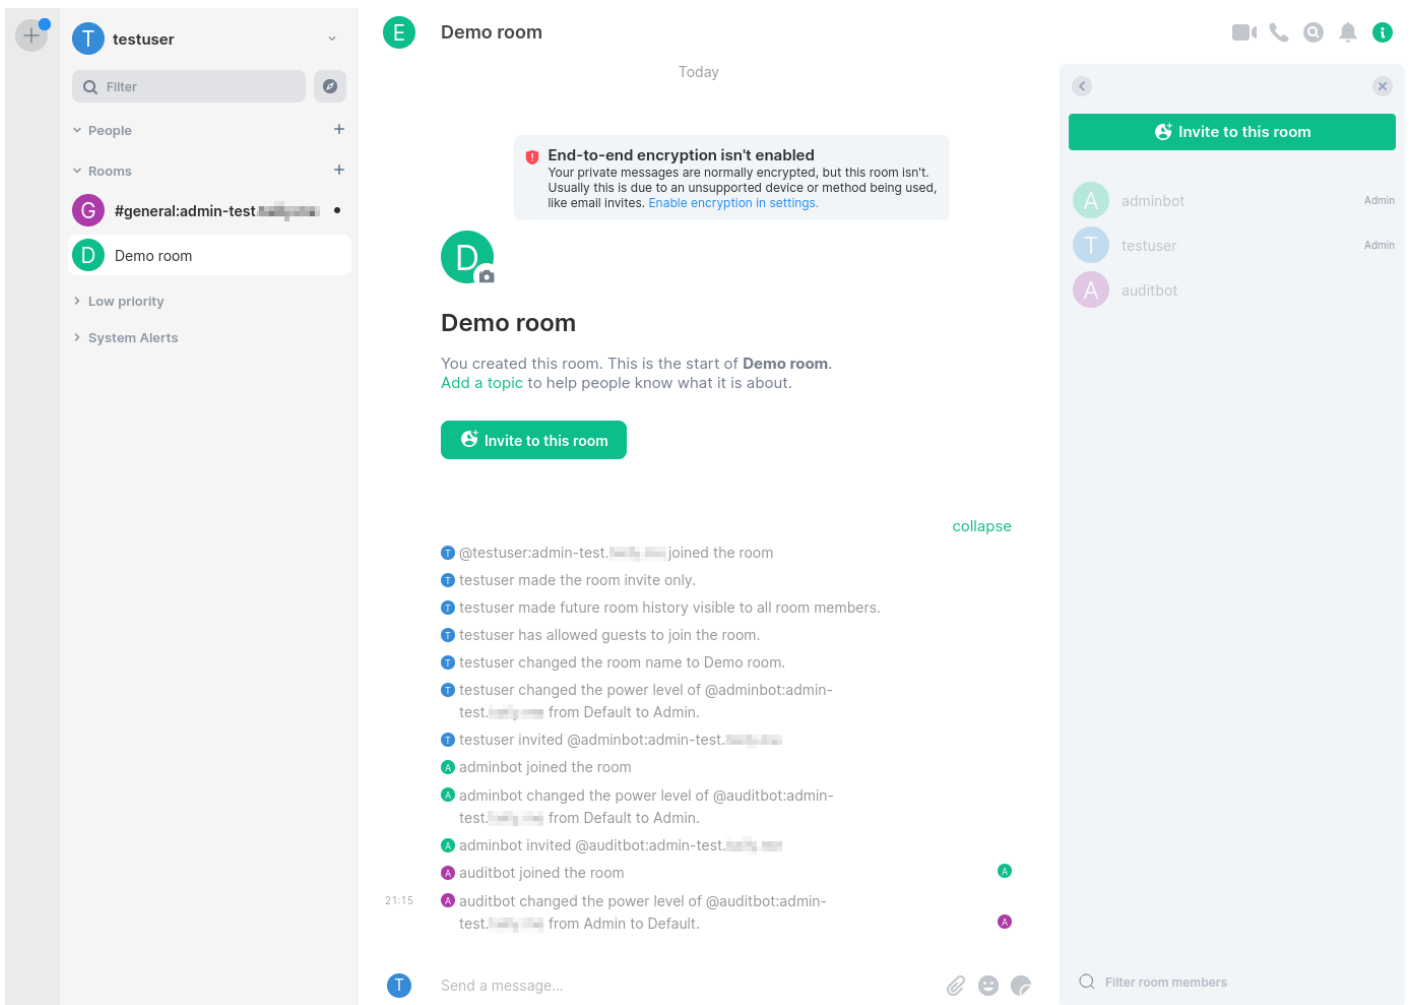 T testuser
Filter
People
Rooms
G #general:admin-test
D Demo room
Low priority
System Alerts
E Demo room
Today
End-to-end encryption isn't enabled
Your private messages are normally encrypted, but this room isn't.
Usually this is due to an unsupported device or method being used,
like email invites. Enable encryption in settings.
D
Demo room
You created this room. This is the start of Demo room.
Add a topic to help people know what it is about.
Invite to this room
collapse
T @testuser:admin-test. joined the room
T testuser made the room invite only.
T testuser made future room history visible to all room members.
T testuser has allowed guests to join the room.
T testuser changed the room name to Demo room.
T testuser changed the power level of @adminbot:admin-
test. from Default to Admin.
T testuser invited @adminbot:admin-test.
A adminbot joined the room
A adminbot changed the power level of @auditbot:admin-
test. from Default to Admin.
A adminbot invited @auditbot:admin-test.
A auditbot joined the room A
21:15 A auditbot changed the power level of @auditbot:admin-
test. from Admin to Default. A
T Send a message...
Invite to this room
A adminbot Admin
T testuser Admin
A auditbot
Filter room members